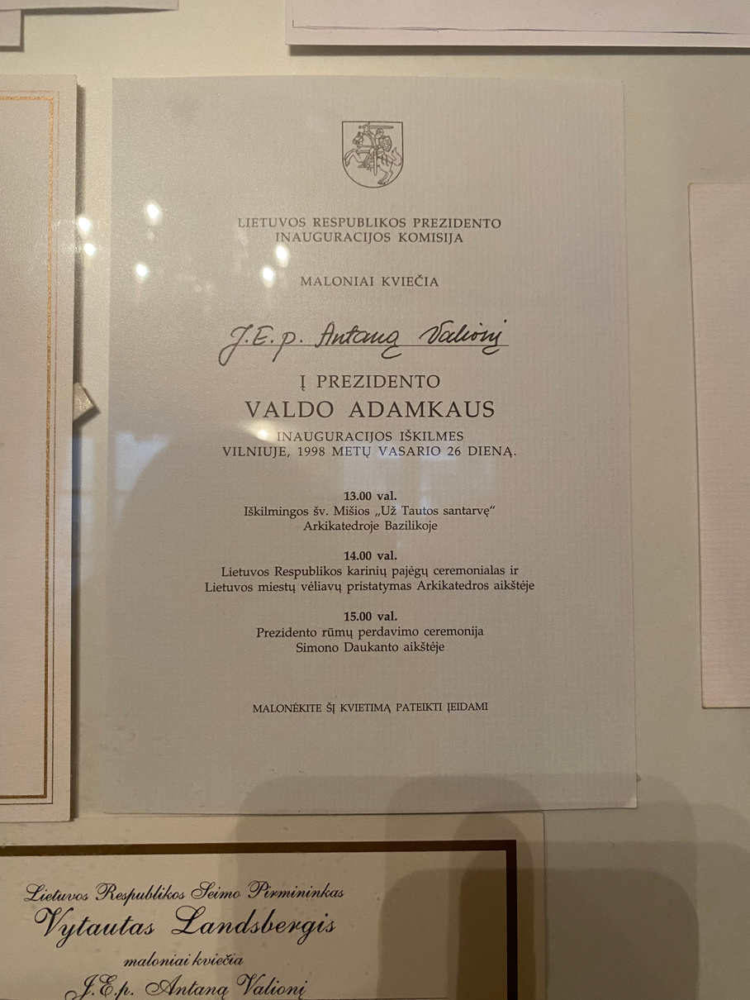 LIETUVOS RESPUBLIKOS PREZIDENTO
INAUGURACIJOS KOMISIJA
MALONIAI KVIEČIA
J.E.p. Antaną Valionį
Į PREZIDENTO
VALDO ADAMKAUS
INAUGURACIJOS IŠKILMES
VILNIUJE, 1998 METŲ VASARIO 26 DIENĄ.
13.00 val.
Iškilmingos šv. Mišios „Už Tautos santarvę“
Arkikatedroje Bazilikoje
14.00 val.
Lietuvos Respublikos karinių pajėgų ceremonialas ir
Lietuvos miestų vėliavų pristatymas Arkikatedros aikštėje
15.00 val.
Prezidento rūmų perdavimo ceremonija
Simono Daukanto aikštėje
MALONĖKITE ŠĮ KVIETIMĄ PATEIKTI ĮEIDAMI
Lietuvos Respublikos Seimo Pirmininkas
Vytautas Landsbergis
maloniai kviečia
J.E.p. Antaną Valionį